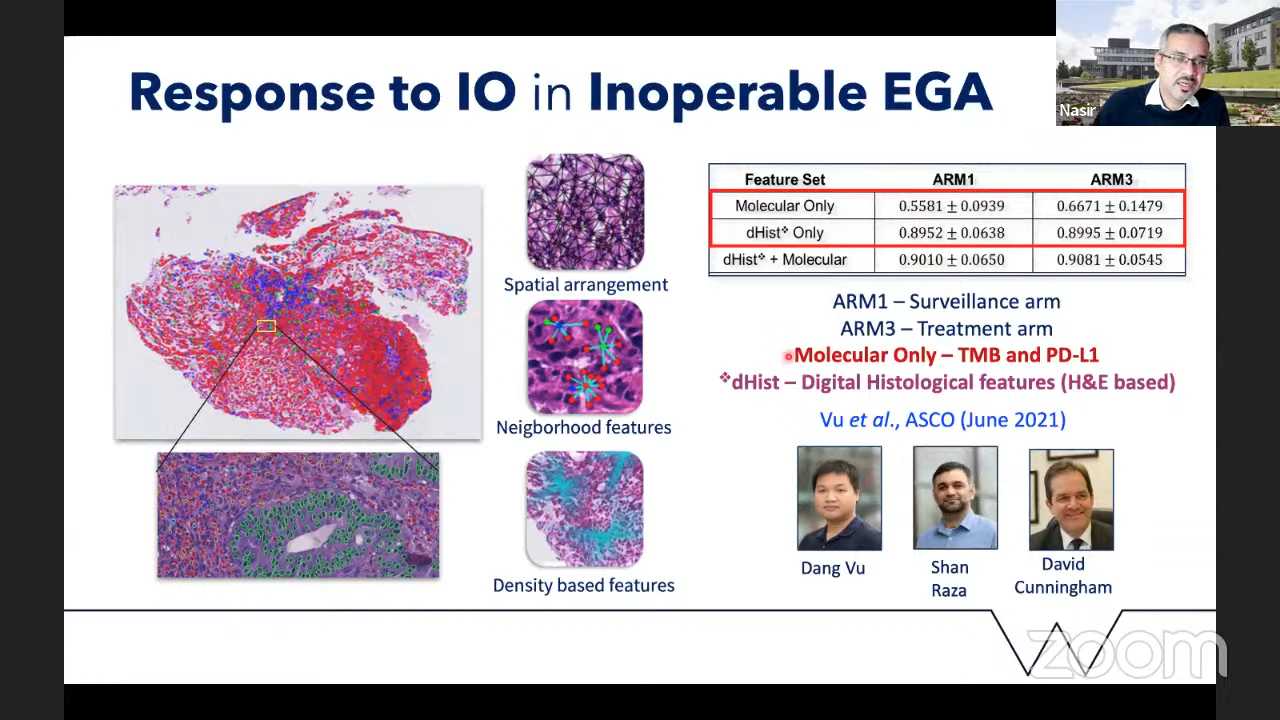 Response to IO in Inoperable EGA
Nasir
Spatial arrangement
Neigborhood features
Density based features
Feature Set ARM1 ARM3
Molecular Only 0.5581 ± 0.0939 0.6671 ± 0.1479
dHist❖ Only 0.8952 ± 0.0638 0.8995 ± 0.0719
dHist❖ + Molecular 0.9010 ± 0.0650 0.9081 ± 0.0545
ARM1 – Surveillance arm
ARM3 – Treatment arm
Molecular Only – TMB and PD-L1
❖dHist – Digital Histological features (H&E based)
Vu et al., ASCO (June 2021)
Dang Vu
Shan
Raza
David
Cunningham
zoom